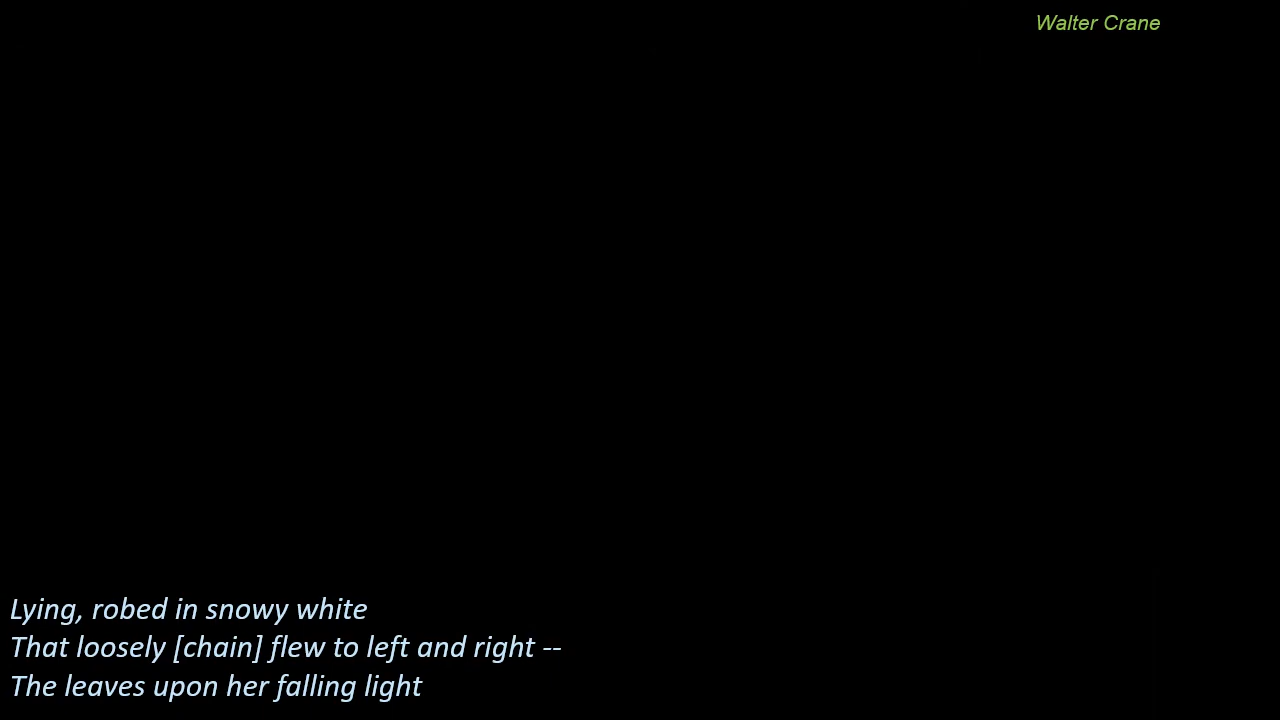 Walter Crane
Lying, robed in snowy white
That loosely [chain] flew to left and right --
The leaves upon her falling light